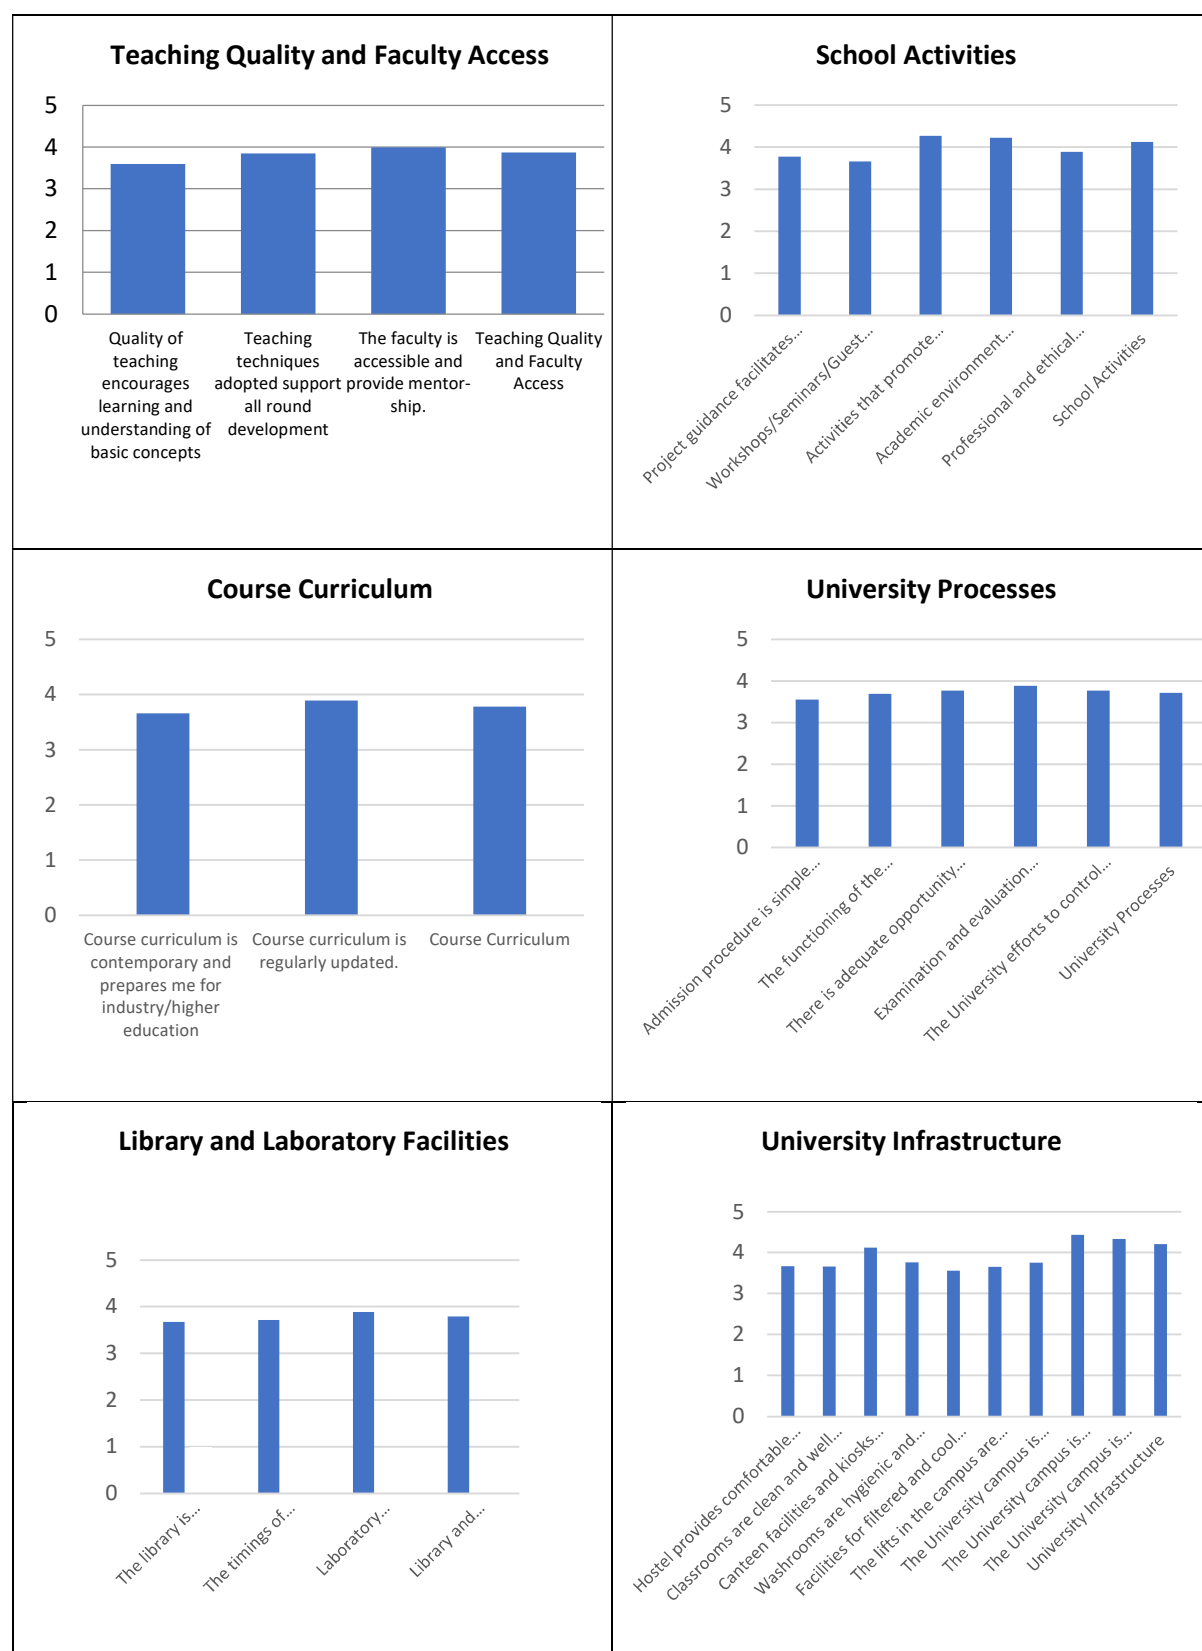 Teaching Quality and Faculty Access
5
4
3
2
1
0
Quality of
teaching
encourages
learning and
understanding of
basic concepts
Teaching
techniques
adopted support
all round
development
The faculty is
accessible and
provide mentor-
ship.
Teaching Quality
and Faculty
Access
School Activities
5
4
3
2
1
0
Project guidance facilitates...
Workshops/Seminars/Guest...
Activities that promote...
Academic environment...
Professional and ethical...
School Activities
Course Curriculum
5
4
3
2
1
0
Course curriculum is
contemporary and
prepares me for
industry/higher
education
Course curriculum is
regularly updated.
Course Curriculum
University Processes
5
4
3
2
1
0
Admission procedure is simple...
The functioning of the...
There is adequate opportunity...
Examination and evaluation...
The University efforts to control...
University Processes
Library and Laboratory Facilities
5
4
3
2
1
0
The library is...
The timings of...
Laboratory...
Library and...
University Infrastructure
5
4
3
2
1
0
Hostel provides comfortable...
Classrooms are clean and well...
Canteen facilities and kiosks...
Washrooms are hygienic and...
Facilities for filtered and cool...
The lifts in the campus are...
The University campus is...
The University campus is...
The University campus is...
University Infrastructure